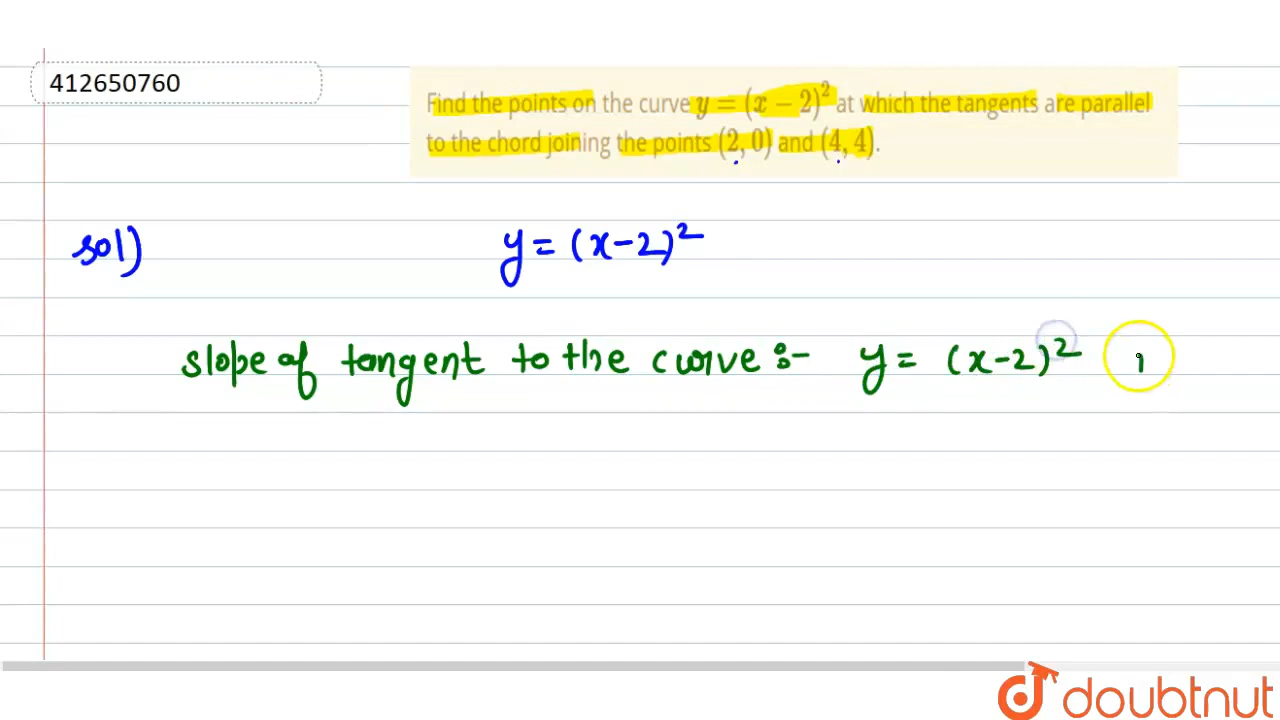 412650760
Find the points on the curve y = (x − 2)² at which the tangents are parallel
to the chord joining the points (2, 0) and (4, 4).
sol) y = (x-2)²
slope of tangent to the curve :- y = (x-2)²
doubtnut